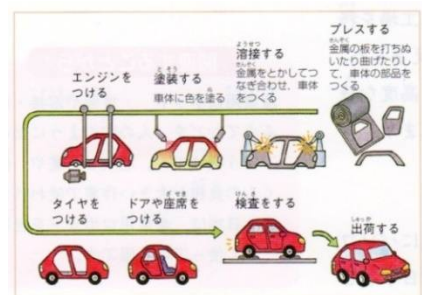 プレスする
金属の板を打ちぬ
いたり曲げたりし
て、車体の部品を
つくる
溶接する
金属をとかしてつ
なぎ合わせ、車体
をつくる
塗装する
車体に色を塗る
エンジンを
つける
タイヤを
つける
ドアや座席を
つける
検査をする
出荷する